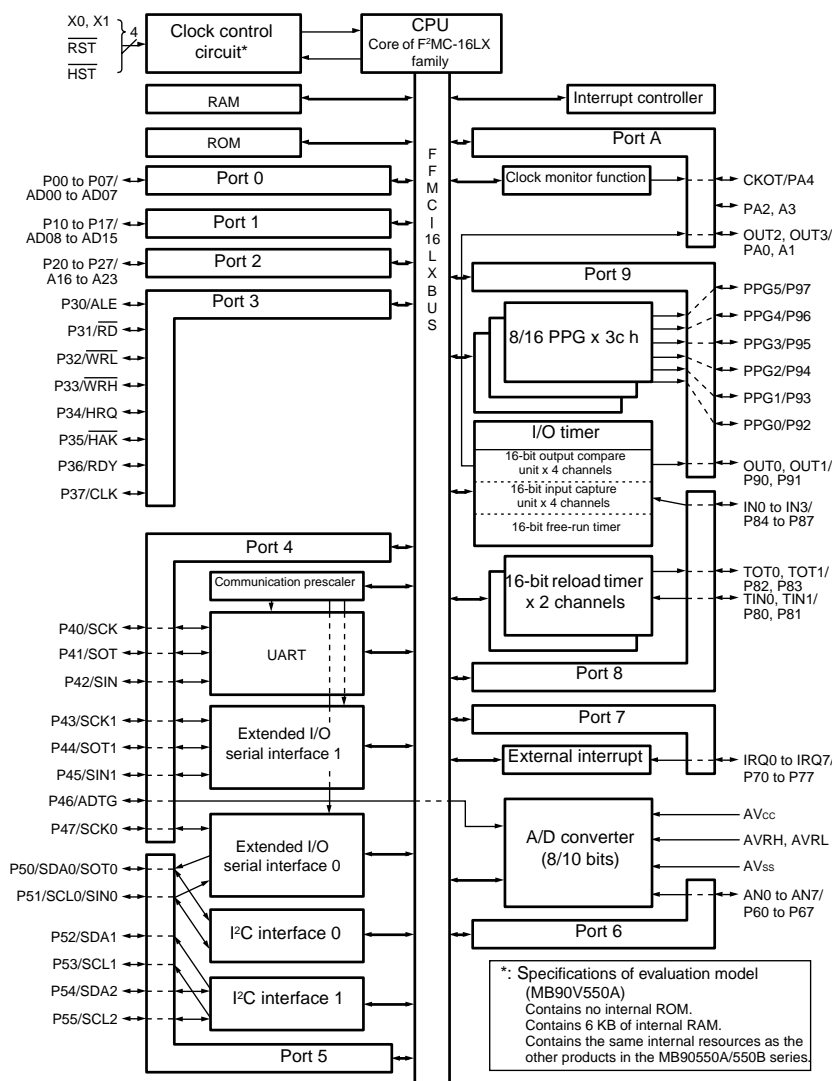 X0, X1
RST
HST
4
Clock control
circuit*
CPU
Core of F²MC-16LX
family
RAM
Interrupt controller
ROM
Port A
P00 to P07/
AD00 to AD07
Port 0
Clock monitor function
CKOT/PA4
P10 to P17/
AD08 to AD15
Port 1
PA2, A3
OUT2, OUT3/
PA0, A1
P20 to P27/
A16 to A23
Port 2
F
F
M
C
I
16
L
X
B
U
S
Port 9
Port 3
P30/ALE
P31/RD
P32/WRL
P33/WRH
P34/HRQ
P35/HAK
P36/RDY
P37/CLK
8/16 PPG x 3c h
PPG5/P97
PPG4/P96
PPG3/P95
PPG2/P94
PPG1/P93
PPG0/P92
I/O timer
16-bit output compare
unit x 4 channels
16-bit input capture
unit x 4 channels
16-bit free-run timer
OUT0, OUT1/
P90, P91
IN0 to IN3/
P84 to P87
Port 4
Communication prescaler
16-bit reload timer
x 2 channels
TOT0, TOT1/
P82, P83
TIN0, TIN1/
P80, P81
P40/SCK
P41/SOT
P42/SIN
UART
Port 8
P43/SCK1
P44/SOT1
P45/SIN1
Extended I/O
serial interface 1
Port 7
External interrupt
IRQ0 to IRQ7/
P70 to P77
P46/ADTG
P47/SCK0
A/D converter
(8/10 bits)
AVCC
AVRH, AVRL
AVSS
AN0 to AN7/
P60 to P67
Extended I/O
serial interface 0
P50/SDA0/SOT0
P51/SCL0/SIN0
I²C interface 0
Port 6
P52/SDA1
P53/SCL1
P54/SDA2
P55/SCL2
I²C interface 1
Port 5
*: Specifications of evaluation model
(MB90V550A)
Contains no internal ROM.
Contains 6 KB of internal RAM.
Contains the same internal resources as the
other products in the MB90550A/550B series.